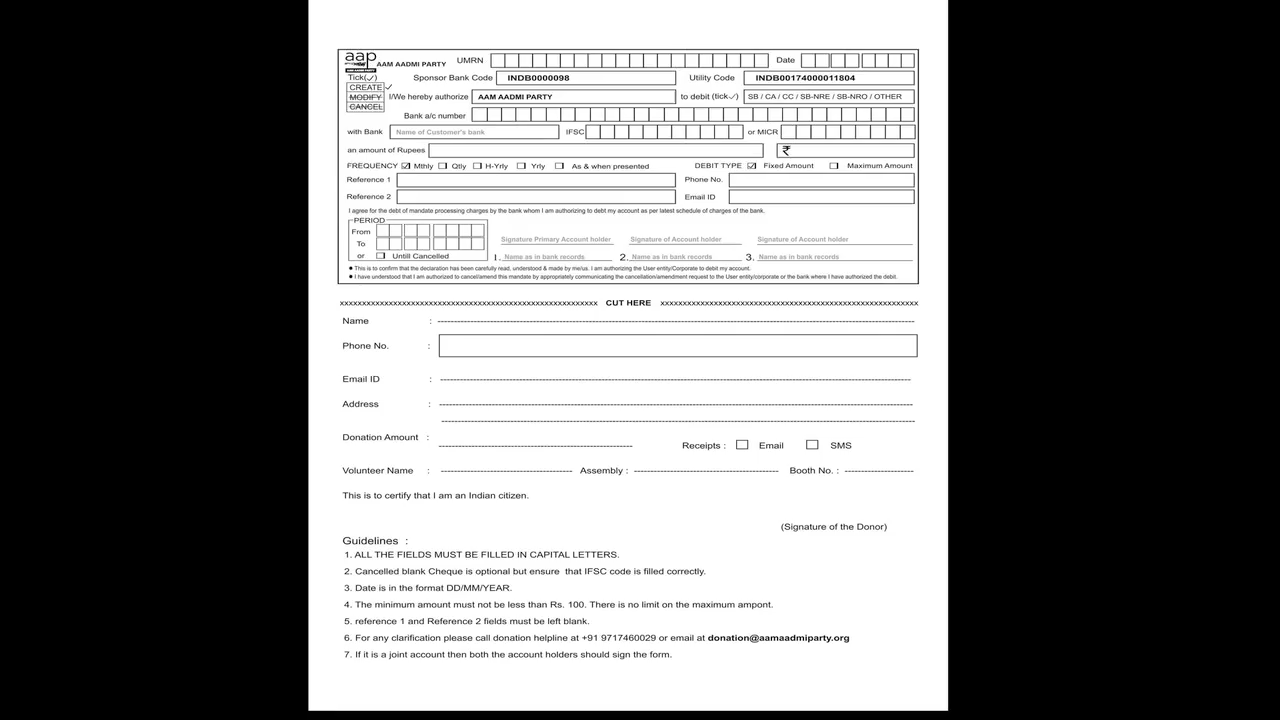 aap
AAM AADMI PARTY UMRN Date
Tick(✓) Sponsor Bank Code INDB0000098 Utility Code INDB00174000011804
CREATE ✓
MODIFY I/We hereby authorize AAM AADMI PARTY to debit (tick✓) SB / CA / CC / SB-NRE / SB-NRO / OTHER
CANCEL
Bank a/c number
with Bank Name of Customer's bank IFSC or MICR
an amount of Rupees ₹
FREQUENCY ☑ Mthly ☐ Qtly ☐ H-Yrly ☐ Yrly ☐ As & when presented DEBIT TYPE ☑ Fixed Amount ☐ Maximum Amount
Reference 1 Phone No.
Reference 2 Email ID
I agree for the debt of mandate processing charges by the bank whom I am authorizing to debit my account as per latest schedule of charges of the bank.
PERIOD
From
To Signature Primary Account holder Signature of Account holder Signature of Account holder
or ☐ Untill Cancelled 1. Name as in bank records 2. Name as in bank records 3. Name as in bank records
● This is to confirm that the declaration has been carefully read, understood & made by me/us. I am authorizing the User entity/Corporate to debit my account.
● I have understood that I am authorized to cancel/amend this mandate by appropriately communicating the cancellation/amendment request to the User entity/corporate or the bank where I have authorized the debit.
CUT HERE
Name :
Phone No. :
Email ID :
Address :
Donation Amount : Receipts : ☐ Email ☐ SMS
Volunteer Name : Assembly : Booth No. :
This is to certify that I am an Indian citizen.
(Signature of the Donor)
Guidelines :
1. ALL THE FIELDS MUST BE FILLED IN CAPITAL LETTERS.
2. Cancelled blank Cheque is optional but ensure that IFSC code is filled correctly.
3. Date is in the format DD/MM/YEAR.
4. The minimum amount must not be less than Rs. 100. There is no limit on the maximum ampont.
5. reference 1 and Reference 2 fields must be left blank.
6. For any clarification please call donation helpline at +91 9717460029 or email at donation@aamaadmiparty.org
7. If it is a joint account then both the account holders should sign the form.